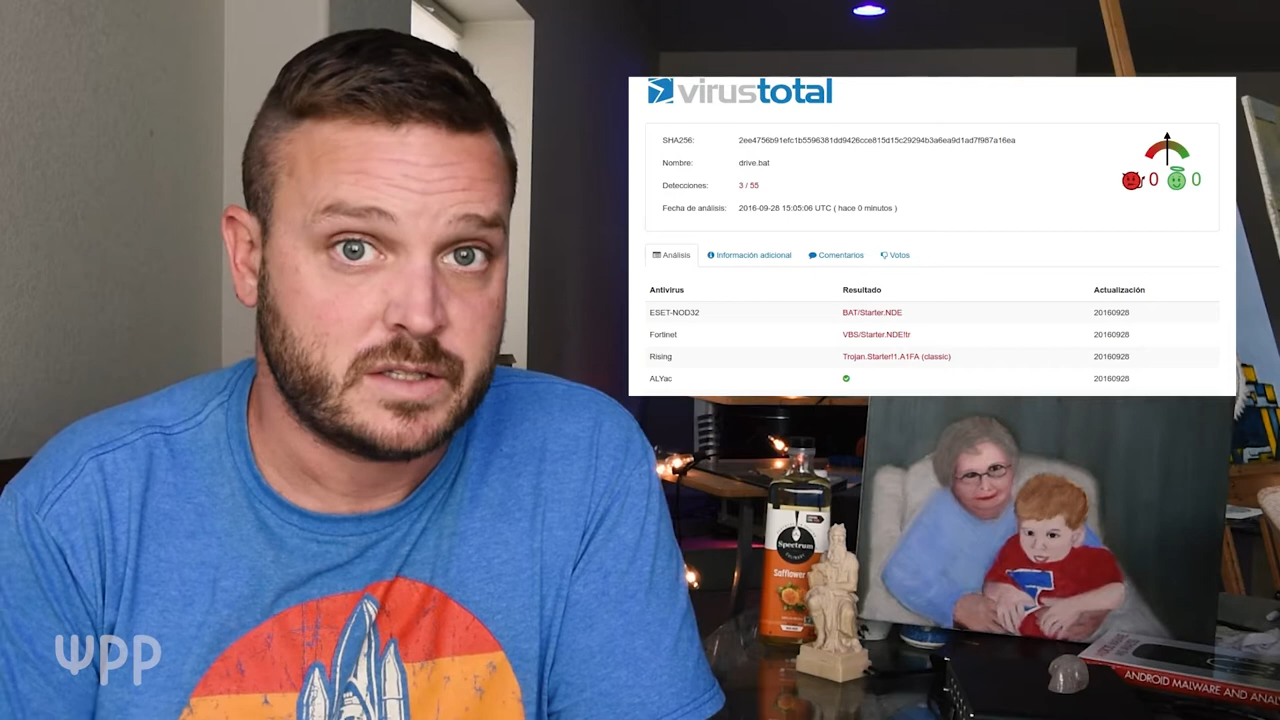 virustotal
SHA256: 2ee4756b91efc1b5596381dd9426cce815d15c29294b3a6ea9d1ad7f987a16ea
Nombre: drive.bat
Detecciones: 3 / 55
Fecha de análisis: 2016-09-28 15:05:06 UTC ( hace 0 minutos )
0 0
Análisis Información adicional Comentarios Votos
Antivirus Resultado Actualización
ESET-NOD32 BAT/Starter.NDE 20160928
Fortinet VBS/Starter.NDE!tr 20160928
Rising Trojan.Starter!1.A1FA (classic) 20160928
ALYac 20160928
Spectrum
Safflower
ψpp
ANDROID MALWARE AND